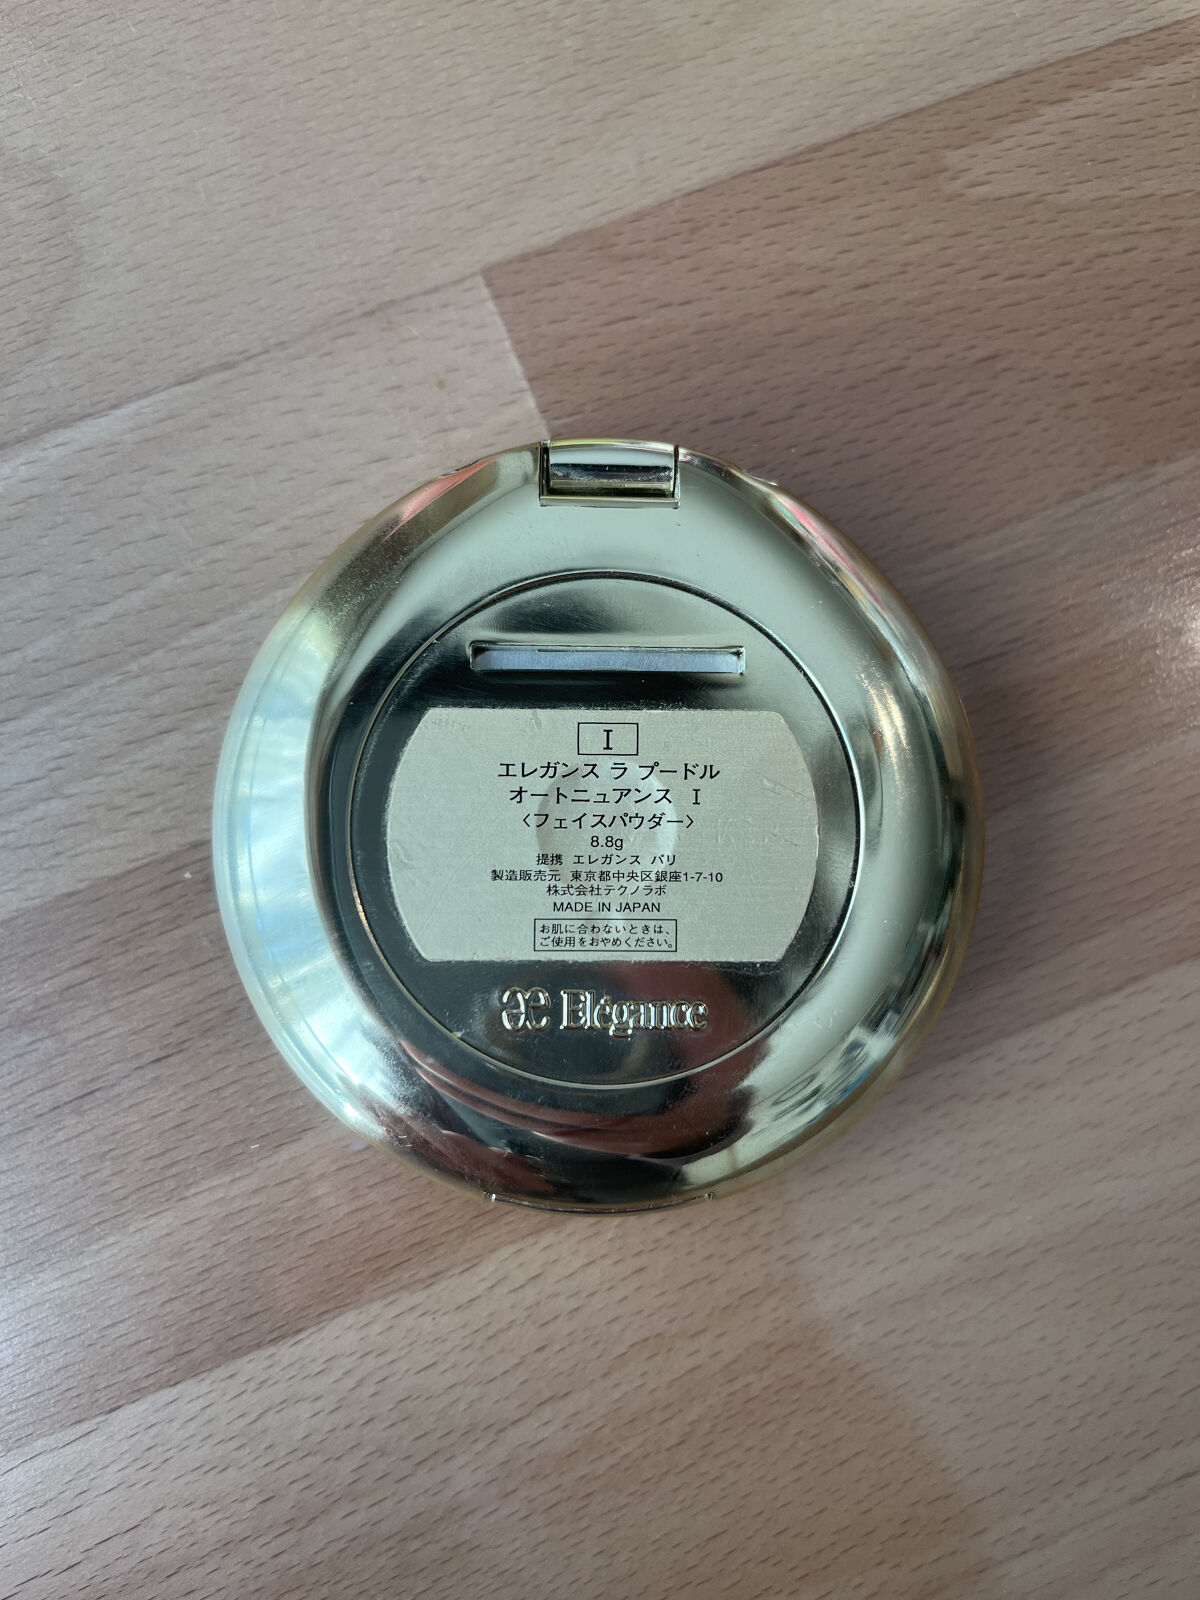 I
エレガンス ラ プードル
オートニュアンス I
〈フェイスパウダー〉
8.8g
提携 エレガンス パリ
製造販売元 東京都中央区銀座1-7-10
株式会社テクノラボ
MADE IN JAPAN
お肌に合わないときは、
ご使用をおやめください。
Elégance